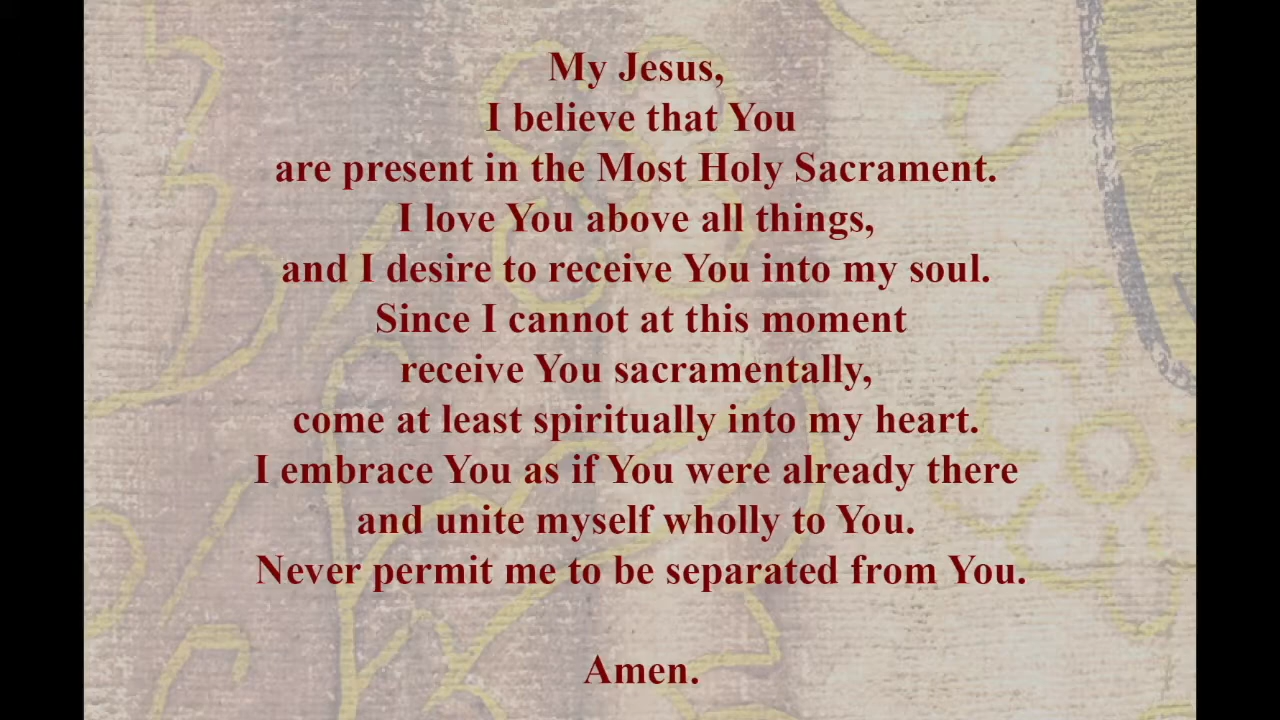 My Jesus,
I believe that You
are present in the Most Holy Sacrament.
I love You above all things,
and I desire to receive You into my soul.
Since I cannot at this moment
receive You sacramentally,
come at least spiritually into my heart.
I embrace You as if You were already there
and unite myself wholly to You.
Never permit me to be separated from You.
Amen.